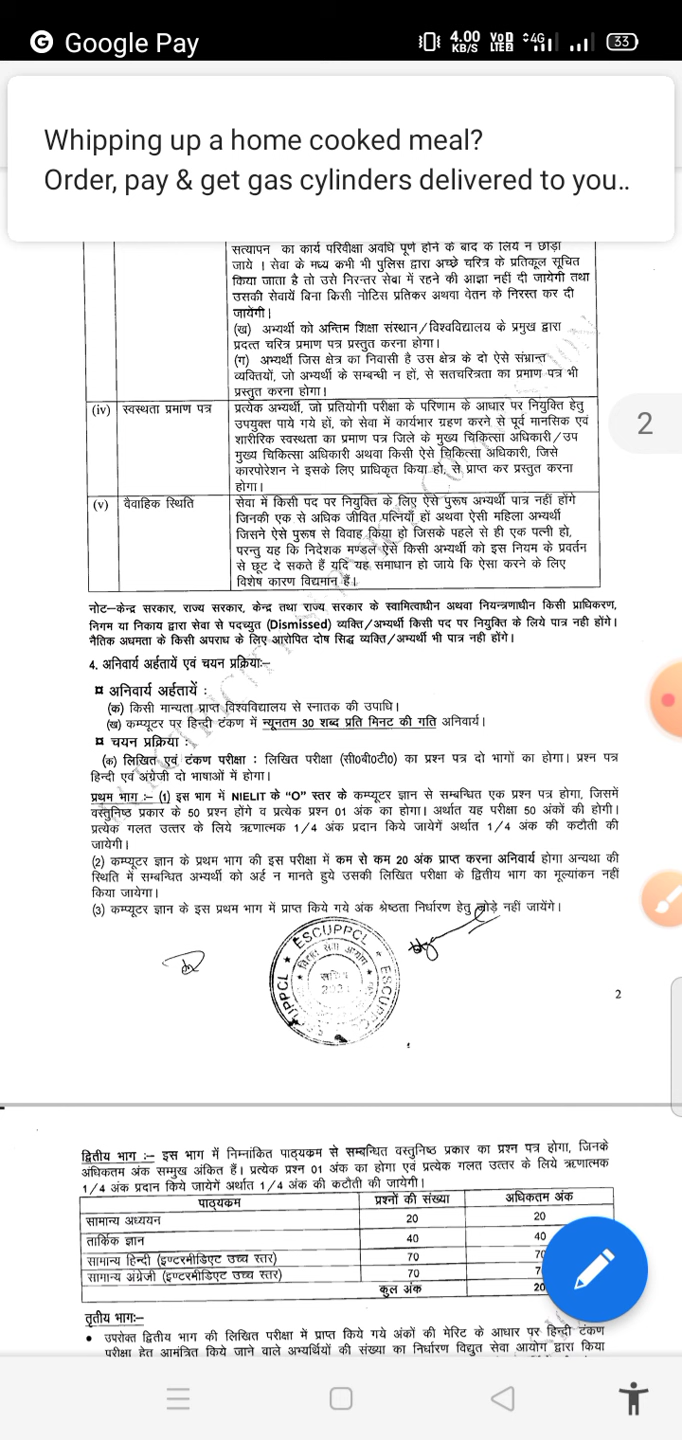 Google Pay
4.00 KB/S VoD LTE2 4G 33
Whipping up a home cooked meal?
Order, pay & get gas cylinders delivered to you..
सत्यापन का कार्य परिवीक्षा अवधि पूर्ण होने के बाद के लिये न छोड़ा
जाये । सेवा के मध्य कभी भी पुलिस द्वारा अच्छे चरित्र के प्रतिकूल सूचित
किया जाता है तो उसे निरन्तर सेवा में रहने की आज्ञा नहीं दी जायेगी तथा
उसकी सेवायें बिना किसी नोटिस प्रतिकर अथवा वेतन के निरस्त कर दी
जायेंगी।
(ख) अभ्यर्थी को अन्तिम शिक्षा संस्थान/विश्वविद्यालय के प्रमुख द्वारा
प्रदत्त चरित्र प्रमाण पत्र प्रस्तुत करना होगा।
(ग) अभ्यर्थी जिस क्षेत्र का निवासी है उस क्षेत्र के दो ऐसे संभ्रान्त
व्यक्तियों, जो अभ्यर्थी के सम्बन्धी न हों, से सतचरित्रता का प्रमाण पत्र भी
प्रस्तुत करना होगा।
(iv) स्वस्थता प्रमाण पत्र प्रत्येक अभ्यर्थी, जो प्रतियोगी परीक्षा के परिणाम के आधार पर नियुक्ति हेतु
उपयुक्त पाये गये हों, को सेवा में कार्यभार ग्रहण करने से पूर्व मानसिक एवं
शारीरिक स्वस्थता का प्रमाण पत्र जिले के मुख्य चिकित्सा अधिकारी/उप
मुख्य चिकित्सा अधिकारी अथवा किसी ऐसे चिकित्सा अधिकारी, जिसे
कारपोरेशन ने इसके लिए प्राधिकृत किया हो, से प्राप्त कर प्रस्तुत करना
होगा।
2
(v) वैवाहिक स्थिति सेवा में किसी पद पर नियुक्ति के लिए ऐसे पुरूष अभ्यर्थी पात्र नहीं होंगे
जिनकी एक से अधिक जीवित पत्नियाँ हों अथवा ऐसी महिला अभ्यर्थी
जिसने ऐसे पुरूष से विवाह किया हो जिसके पहले से ही एक पत्नी हो,
परन्तु यह कि निदेशक मण्डल ऐसे किसी अभ्यर्थी को इस नियम के प्रवर्तन
से छूट दे सकते हैं यदि यह समाधान हो जाये कि ऐसा करने के लिए
विशेष कारण विद्यमान हैं।
नोट–केन्द्र सरकार, राज्य सरकार, केन्द्र तथा राज्य सरकार के स्वामित्वाधीन अथवा नियन्त्रणाधीन किसी प्राधिकरण,
निगम या निकाय द्वारा सेवा से पदच्युत (Dismissed) व्यक्ति/अभ्यर्थी किसी पद पर नियुक्ति के लिये पात्र नही होंगे।
नैतिक अधमता के किसी अपराध के लिए आरोपित दोष सिद्ध व्यक्ति/अभ्यर्थी भी पात्र नही होंगे।
4. अनिवार्य अर्हतायें एवं चयन प्रक्रिया:–
¤ अनिवार्य अर्हतायें :
(क) किसी मान्यता प्राप्त विश्वविद्यालय से स्नातक की उपाधि।
(ख) कम्प्यूटर पर हिन्दी टंकण में न्यूनतम 30 शब्द प्रति मिनट की गति अनिवार्य।
¤ चयन प्रक्रिया :
(क) लिखित एवं टंकण परीक्षा : लिखित परीक्षा (सी०बी०टी०) का प्रश्न पत्र दो भागों का होगा। प्रश्न पत्र
हिन्दी एवं अंग्रेजी दो भाषाओं में होगा।
प्रथम भाग :– (1) इस भाग में NIELIT के "O" स्तर के कम्प्यूटर ज्ञान से सम्बन्धित एक प्रश्न पत्र होगा, जिसमें
वस्तुनिष्ठ प्रकार के 50 प्रश्न होंगे व प्रत्येक प्रश्न 01 अंक का होगा। अर्थात यह परीक्षा 50 अंकों की होगी।
प्रत्येक गलत उत्तर के लिये ऋणात्मक 1/4 अंक प्रदान किये जायेगें अर्थात 1/4 अंक की कटौती की
जायेगी।
(2) कम्प्यूटर ज्ञान के प्रथम भाग की इस परीक्षा में कम से कम 20 अंक प्राप्त करना अनिवार्य होगा अन्यथा की
स्थिति में सम्बन्धित अभ्यर्थी को अर्ह न मानते हुये उसकी लिखित परीक्षा के द्वितीय भाग का मूल्यांकन नहीं
किया जायेगा।
(3) कम्प्यूटर ज्ञान के इस प्रथम भाग में प्राप्त किये गये अंक श्रेष्ठता निर्धारण हेतु जोड़े नहीं जायेंगे।
ESCUPPCL ESCUPPCL
विद्युत सेवा आयोग
सचिव
2
द्वितीय भाग :– इस भाग में निम्नांकित पाठ्यक्रम से सम्बन्धित वस्तुनिष्ठ प्रकार का प्रश्न पत्र होगा, जिनके
अधिकतम अंक सम्मुख अंकित हैं। प्रत्येक प्रश्न 01 अंक का होगा एवं प्रत्येक गलत उत्तर के लिये ऋणात्मक
1/4 अंक प्रदान किये जायेगें अर्थात 1/4 अंक की कटौती की जायेगी।
पाठ्यक्रम प्रश्नों की संख्या अधिकतम अंक
सामान्य अध्ययन 20 20
तार्किक ज्ञान 40 40
सामान्य हिन्दी (इण्टरमीडिएट उच्च स्तर) 70
सामान्य अंग्रेजी (इण्टरमीडिएट उच्च स्तर) 70
कुल अंक
तृतीय भाग:–
• उपरोक्त द्वितीय भाग की लिखित परीक्षा में प्राप्त किये गये अंकों की मेरिट के आधार पर हिन्दी टंकण
परीक्षा हेतु आमंत्रित किये जाने वाले अभ्यर्थियों की संख्या का निर्धारण विद्युत सेवा आयोग द्वारा किया